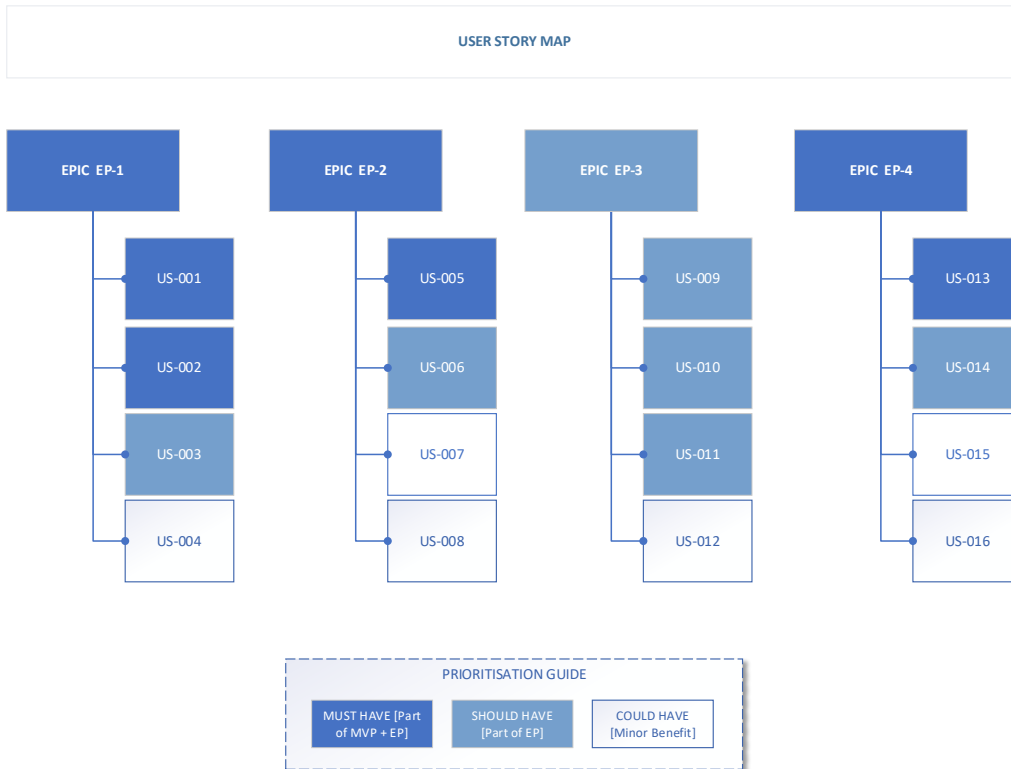 USER STORY MAP
EPIC EP-1
EPIC EP-2
EPIC EP-3
EPIC EP-4
US-001
US-005
US-009
US-013
US-002
US-006
US-010
US-014
US-003
US-007
US-011
US-015
US-004
US-008
US-012
US-016
PRIORITISATION GUIDE
MUST HAVE [Part
of MVP + EP]
SHOULD HAVE
[Part of EP]
COULD HAVE
[Minor Benefit]